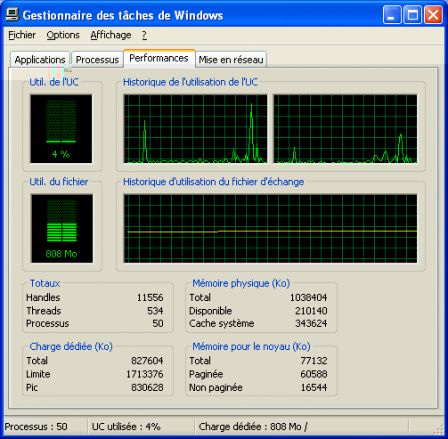 Gestionnaire des tâches de Windows
Fichier Options Affichage ?
Applications Processus Performances Mise en réseau
Util. de l'UC
Historique de l'utilisation de l'UC
4 %
Util. du fichier
Historique d'utilisation du fichier d'échange
808 Mo
Totaux
Handles 11556
Threads 534
Processus 50
Mémoire physique (Ko)
Total 1038404
Disponible 210140
Cache système 343624
Charge dédiée (Ko)
Total 827604
Limite 1713376
Pic 830628
Mémoire pour le noyau (Ko)
Total 77132
Paginée 60588
Non paginée 16544
Processus : 50 UC utilisée : 4% Charge dédiée : 808 Mo /